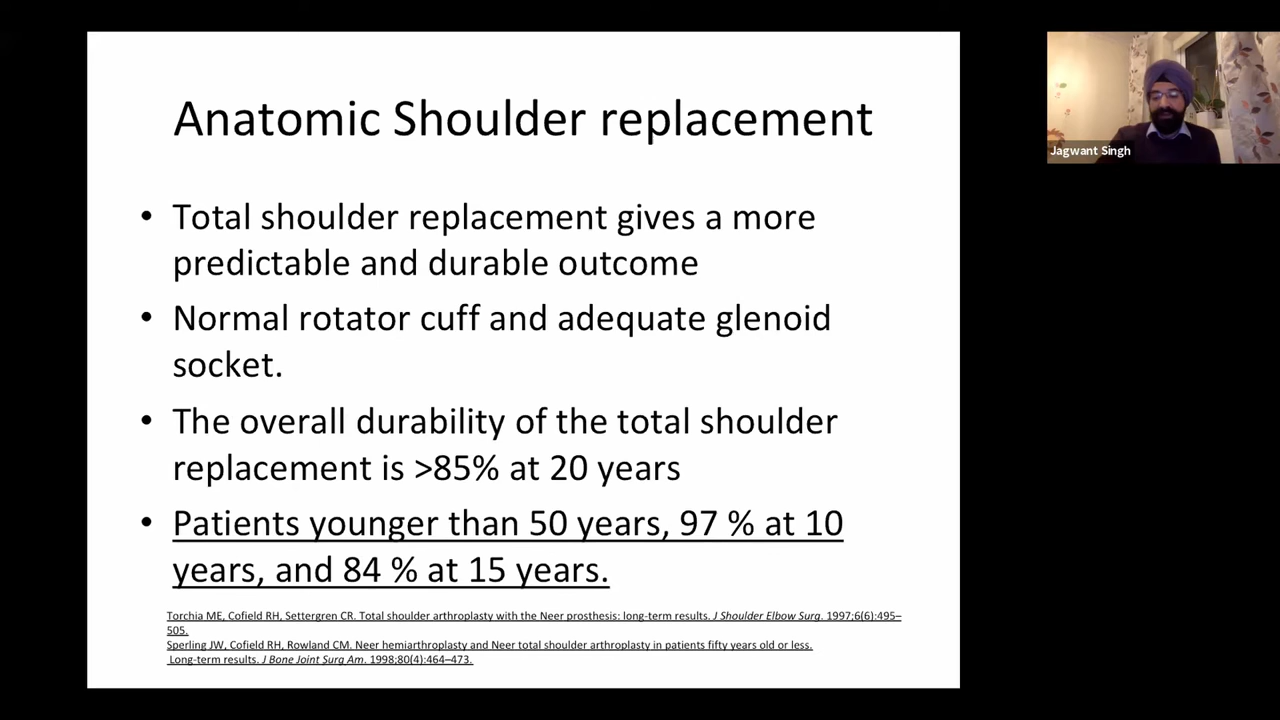 Anatomic Shoulder replacement
• Total shoulder replacement gives a more
predictable and durable outcome
• Normal rotator cuff and adequate glenoid
socket.
• The overall durability of the total shoulder
replacement is >85% at 20 years
• Patients younger than 50 years, 97 % at 10
years, and 84 % at 15 years.
Torchia ME, Cofield RH, Settergren CR. Total shoulder arthroplasty with the Neer prosthesis: long-term results. J Shoulder Elbow Surg. 1997;6(6):495–
505.
Sperling JW, Cofield RH, Rowland CM. Neer hemiarthroplasty and Neer total shoulder arthroplasty in patients fifty years old or less.
Long-term results. J Bone Joint Surg Am. 1998;80(4):464–473.
Jagwant Singh